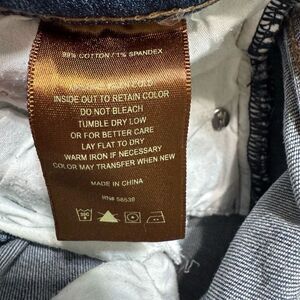 99% COTTON / 1% SPANDEX
INSIDE OUT TO RETAIN COLOR
DO NOT BLEACH
TUMBLE DRY LOW
OR FOR BETTER CARE
LAY FLAT TO DRY
WARM IRON IF NECESSARY
COLOR MAY TRANSFER WHEN NEW
MADE IN CHINA
RN# 56539